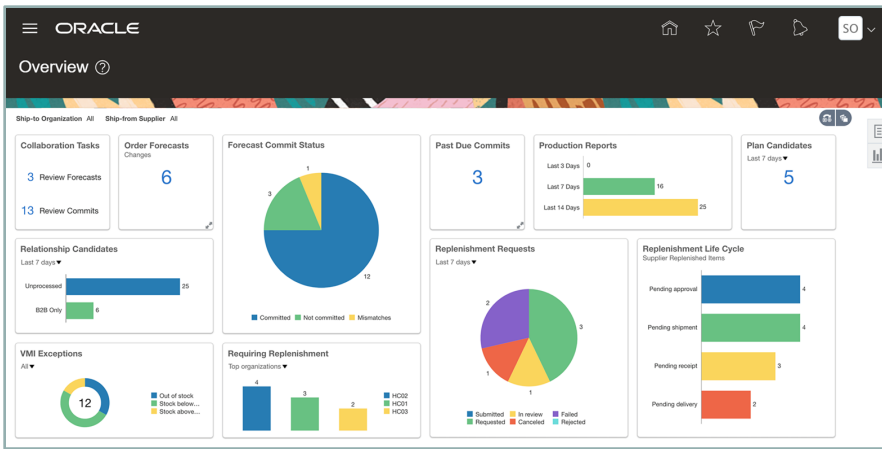 ORACLE
SO
Overview
Ship-to Organization All Ship-from Supplier All
Collaboration Tasks
3 Review Forecasts
13 Review Commits
Order Forecasts
Changes
6
Forecast Commit Status
1
3
12
Committed Not committed Mismatches
Past Due Commits
3
Production Reports
Last 3 Days 0
Last 7 Days 16
Last 14 Days 25
Plan Candidates
Last 7 days
5
Relationship Candidates
Last 7 days
Unprocessed 25
B2B Only 6
Replenishment Requests
Last 7 days
2
3
1
1
Submitted In review Failed
Requested Canceled Rejected
Replenishment Life Cycle
Supplier Replenished Items
Pending approval 4
Pending shipment 4
Pending receipt 3
Pending delivery 2
VMI Exceptions
All
12
Out of stock
Stock below...
Stock above...
Requiring Replenishment
Top organizations
4
3
2
HC02
HC01
HC03